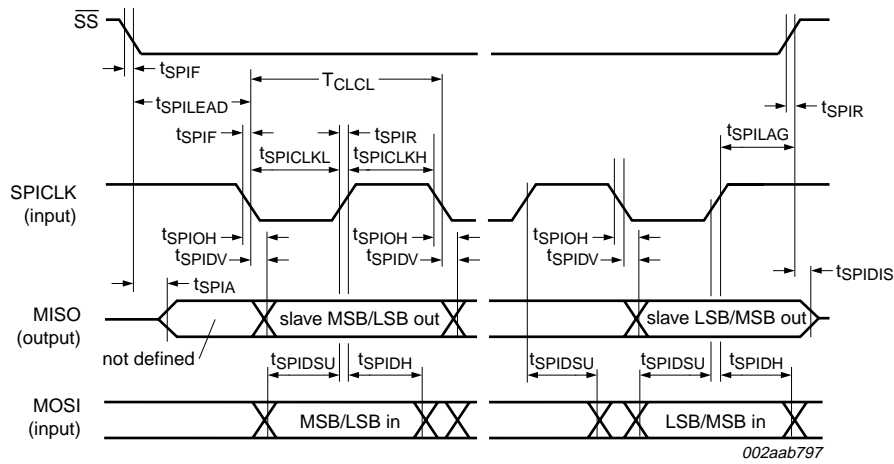 SS
tSPIF
TCLCL
tSPILEAD
tSPIR
tSPIF
tSPIR
tSPILAG
tSPICLKL
tSPICLKH
SPICLK
(input)
tSPIOH
tSPIOH
tSPIOH
tSPIDV
tSPIDV
tSPIDV
tSPIA
tSPIDIS
MISO
(output)
slave MSB/LSB out
slave LSB/MSB out
not defined
tSPIDSU
tSPIDH
tSPIDSU
tSPIDSU
tSPIDH
MOSI
(input)
MSB/LSB in
LSB/MSB in
002aab797